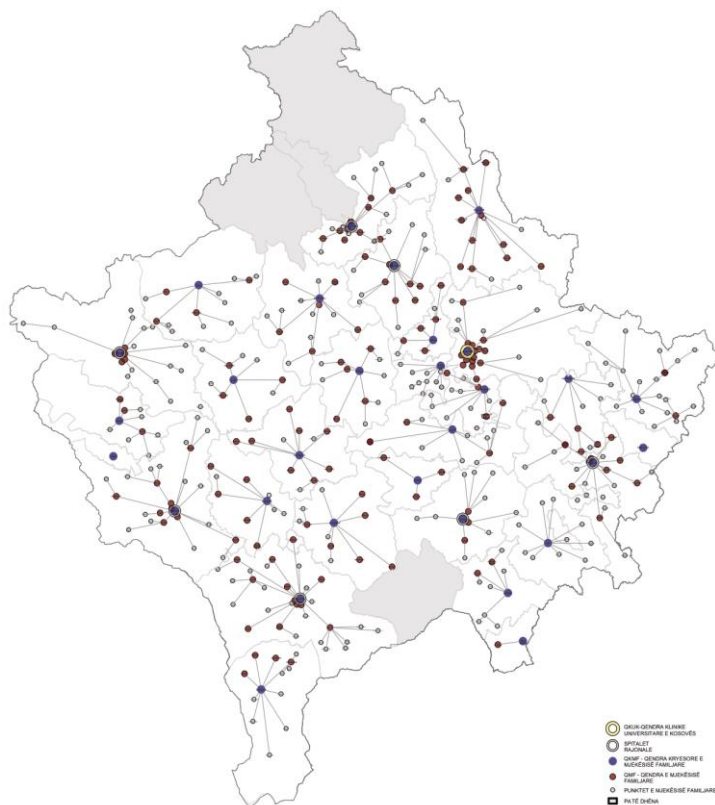 QKUK-QENDRA KLINIKE
UNIVERSITARE E KOSOVËS
SPITALET
RAJONALE
QKMF - QENDRA KRYESORE E
MJEKËSISË FAMILJARE
QMF - QENDRA E MJEKËSISË
FAMILJARE
PUNKTET E MJEKËSISË FAMILJARE
PA TË DHËNA